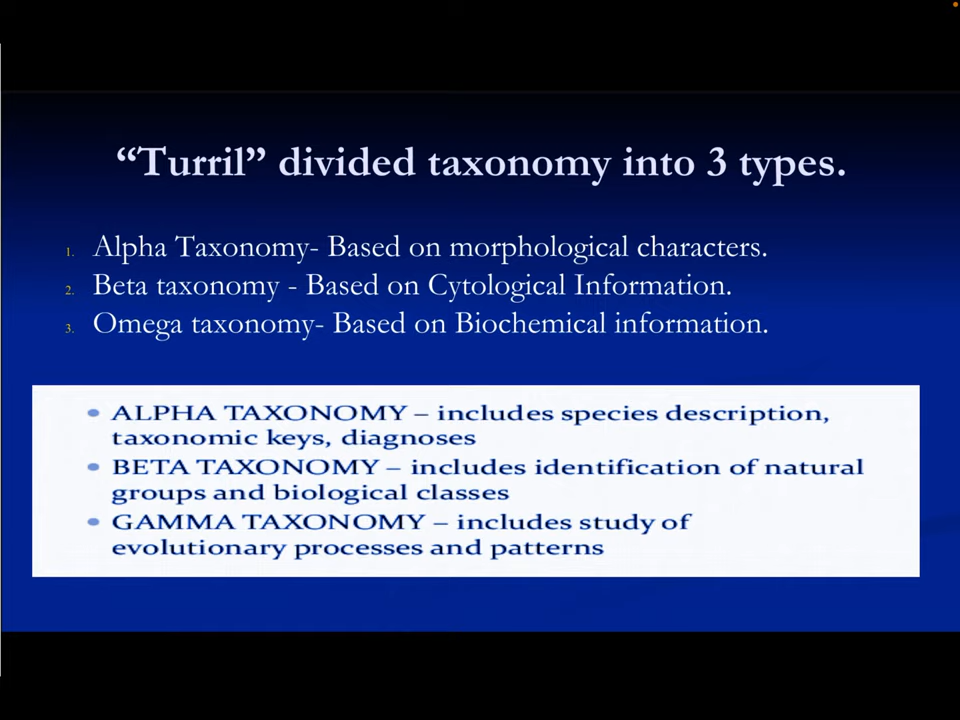 “Turril” divided taxonomy into 3 types.
1. Alpha Taxonomy- Based on morphological characters.
2. Beta taxonomy - Based on Cytological Information.
3. Omega taxonomy- Based on Biochemical information.
• ALPHA TAXONOMY – includes species description,
taxonomic keys, diagnoses
• BETA TAXONOMY – includes identification of natural
groups and biological classes
• GAMMA TAXONOMY – includes study of
evolutionary processes and patterns